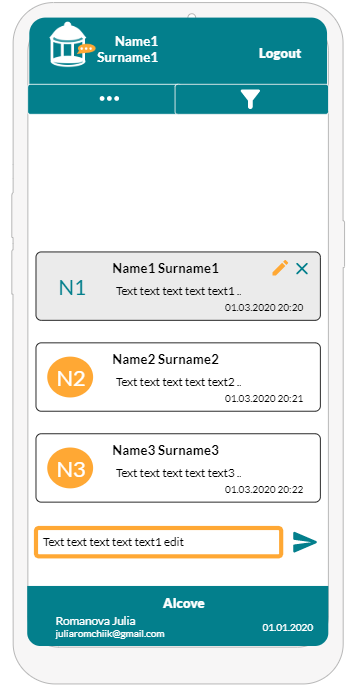 Name1
Surname1
Logout
N1
Name1 Surname1
Text text text text text1 ..
01.03.2020 20:20
N2
Name2 Surname2
Text text text text text2 ..
01.03.2020 20:21
N3
Name3 Surname3
Text text text text text3 ..
01.03.2020 20:22
Text text text text text1 edit
Alcove
Romanova Julia
juliaromchiik@gmail.com
01.01.2020